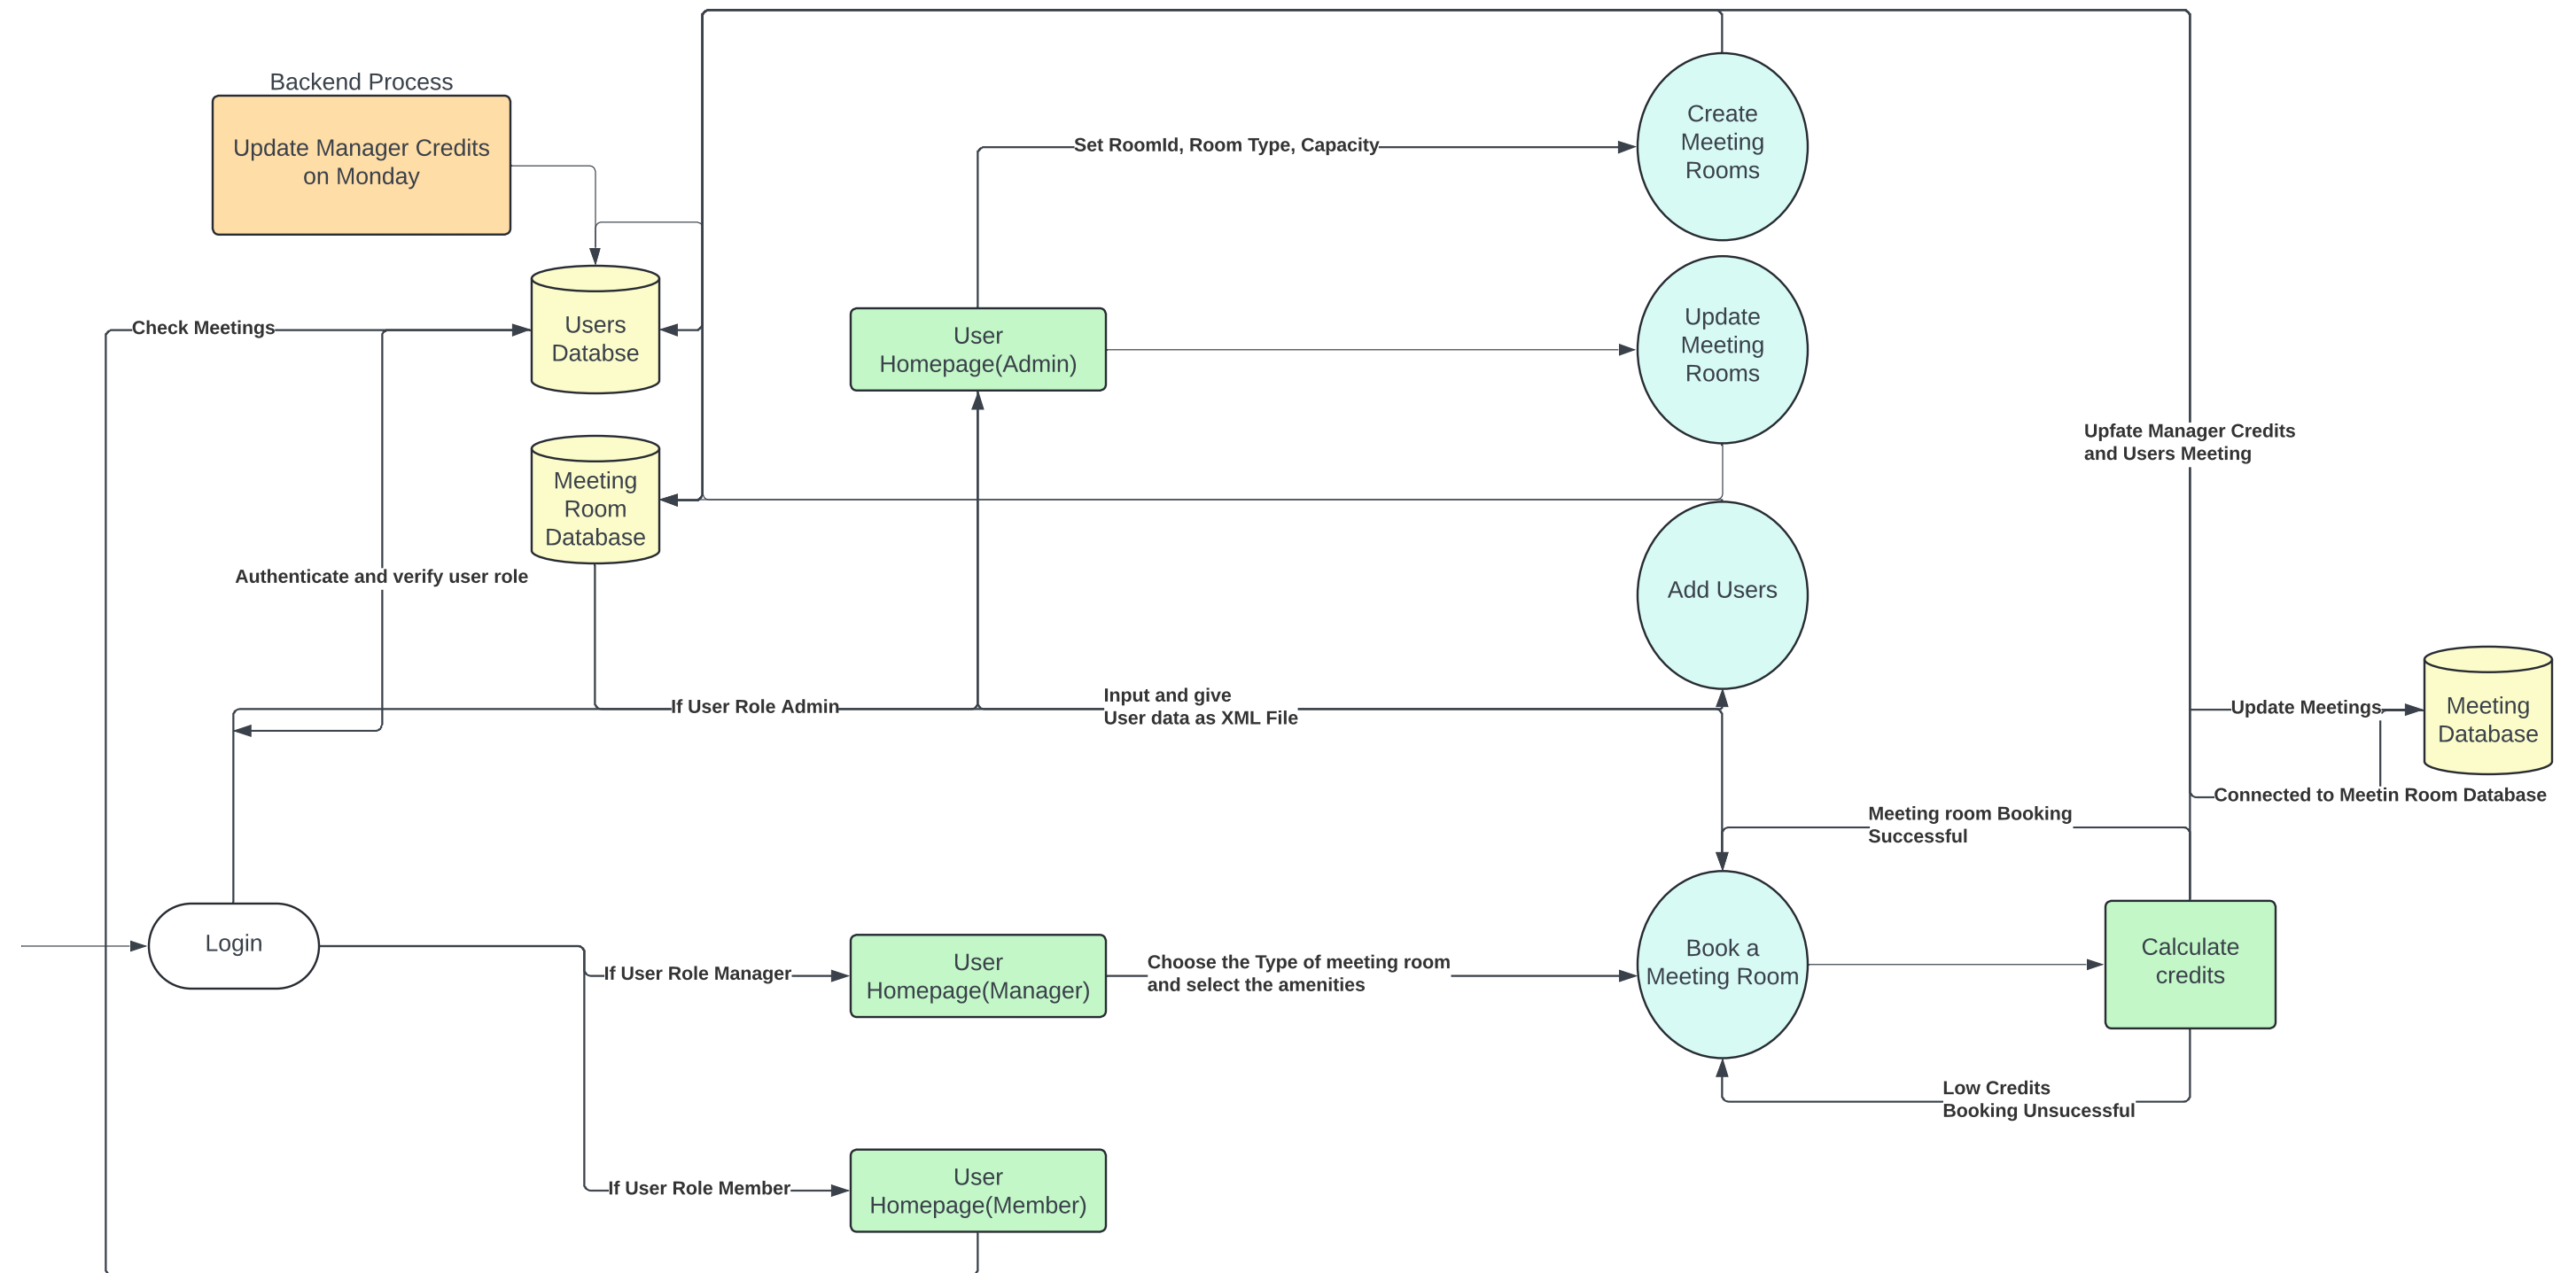 Backend Process
Update Manager Credits
on Monday
Create
Meeting
Rooms
Set RoomId, Room Type, Capacity
Users
Databse
Check Meetings
User
Homepage(Admin)
Update
Meeting
Rooms
Upfate Manager Credits
and Users Meeting
Meeting
Room
Database
Authenticate and verify user role
Add Users
If User Role Admin
Input and give
User data as XML File
Update Meetings
Meeting
Database
Connected to Meetin Room Database
Meeting room Booking
Successful
Login
If User Role Manager
User
Homepage(Manager)
Choose the Type of meeting room
and select the amenities
Book a
Meeting Room
Calculate
credits
Low Credits
Booking Unsucessful
If User Role Member
User
Homepage(Member)